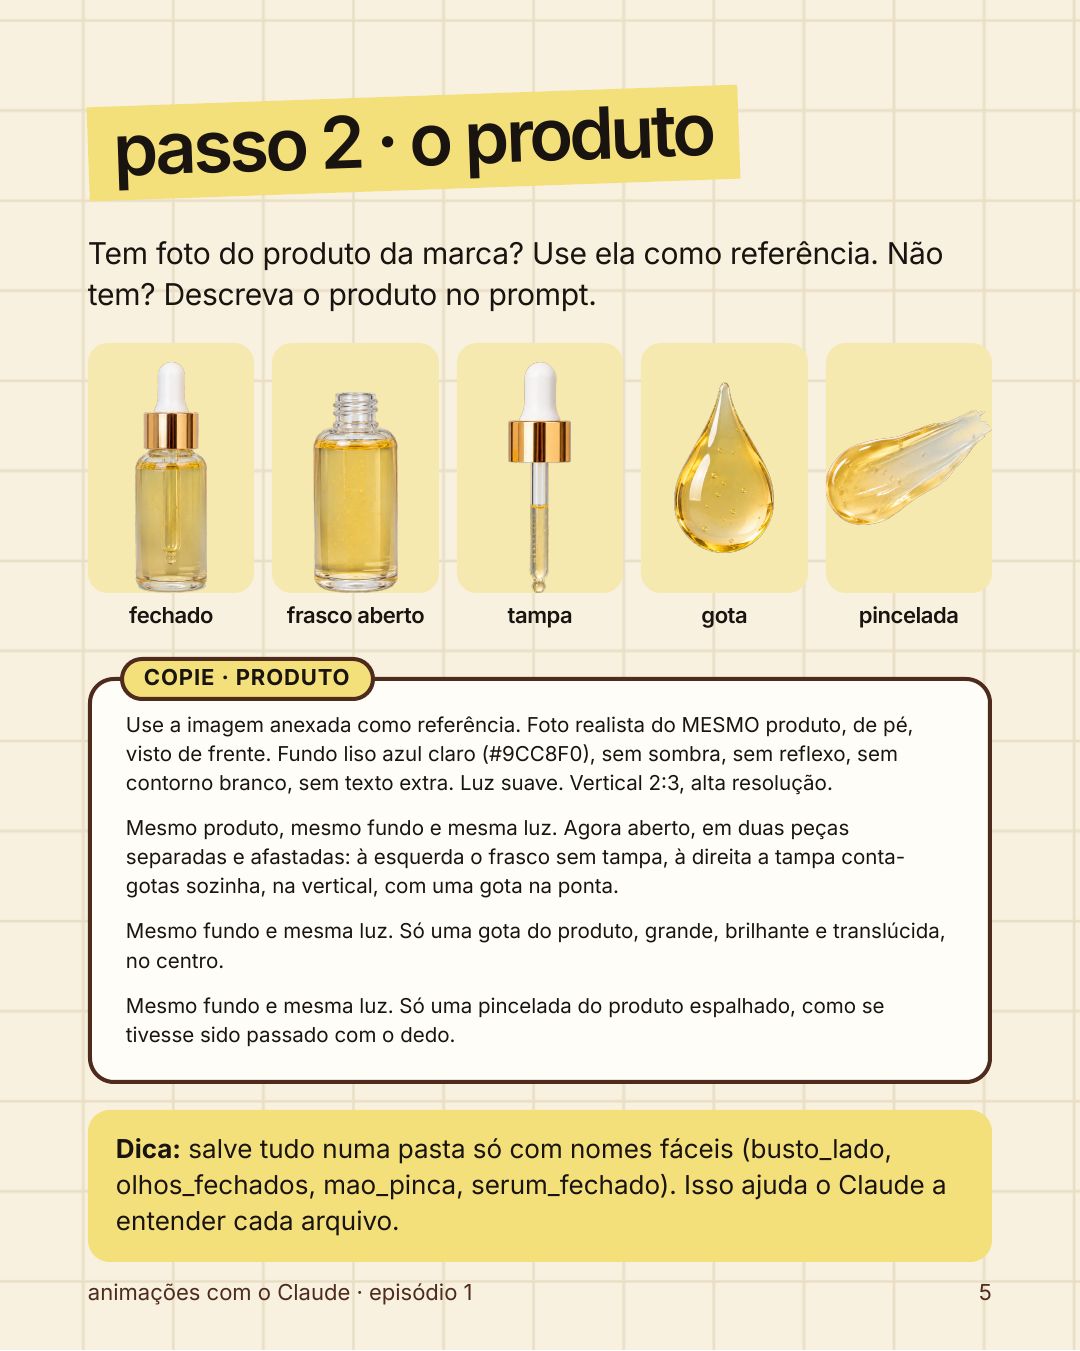 passo 2 · o produto
Tem foto do produto da marca? Use ela como referência. Não
tem? Descreva o produto no prompt.
fechado
frasco aberto
tampa
gota
pincelada
COPIE · PRODUTO
Use a imagem anexada como referência. Foto realista do MESMO produto, de pé,
visto de frente. Fundo liso azul claro (#9CC8F0), sem sombra, sem reflexo, sem
contorno branco, sem texto extra. Luz suave. Vertical 2:3, alta resolução.
Mesmo produto, mesmo fundo e mesma luz. Agora aberto, em duas peças
separadas e afastadas: à esquerda o frasco sem tampa, à direita a tampa conta-
gotas sozinha, na vertical, com uma gota na ponta.
Mesmo fundo e mesma luz. Só uma gota do produto, grande, brilhante e translúcida,
no centro.
Mesmo fundo e mesma luz. Só uma pincelada do produto espalhado, como se
tivesse sido passado com o dedo.
Dica: salve tudo numa pasta só com nomes fáceis (busto_lado,
olhos_fechados, mao_pinca, serum_fechado). Isso ajuda o Claude a
entender cada arquivo.
animações com o Claude · episódio 1
5